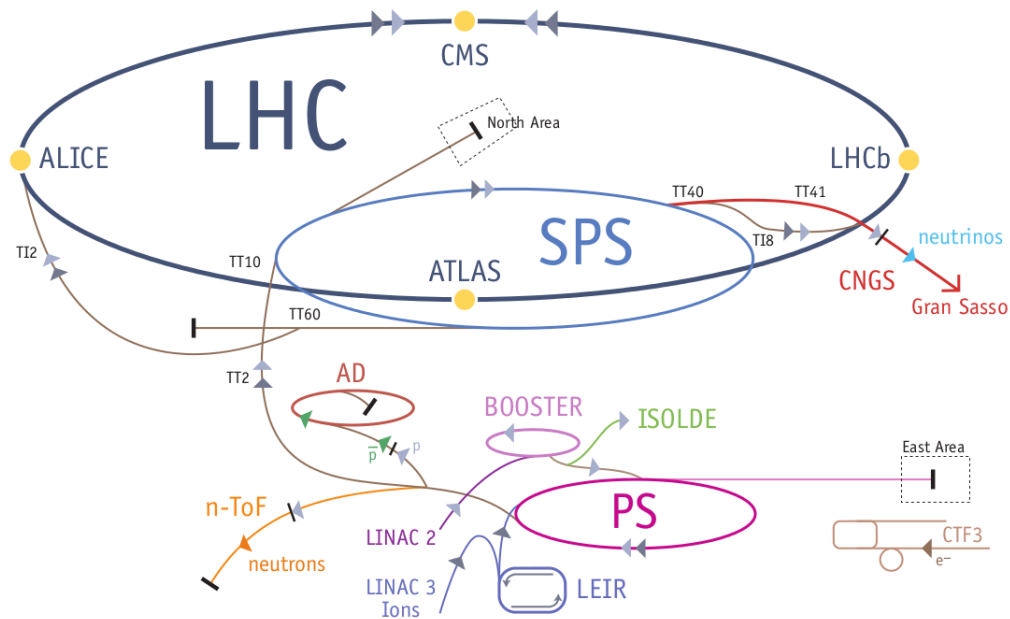 CMS
LHC
North Area
ALICE
LHCb
TT40
TT41
SPS
TI8
neutrinos
TI2
TT10
ATLAS
CNGS
Gran Sasso
TT60
TT2
AD
BOOSTER
ISOLDE
p̅
p
East Area
n-ToF
PS
LINAC 2
CTF3
neutrons
e⁻
LINAC 3
Ions
LEIR